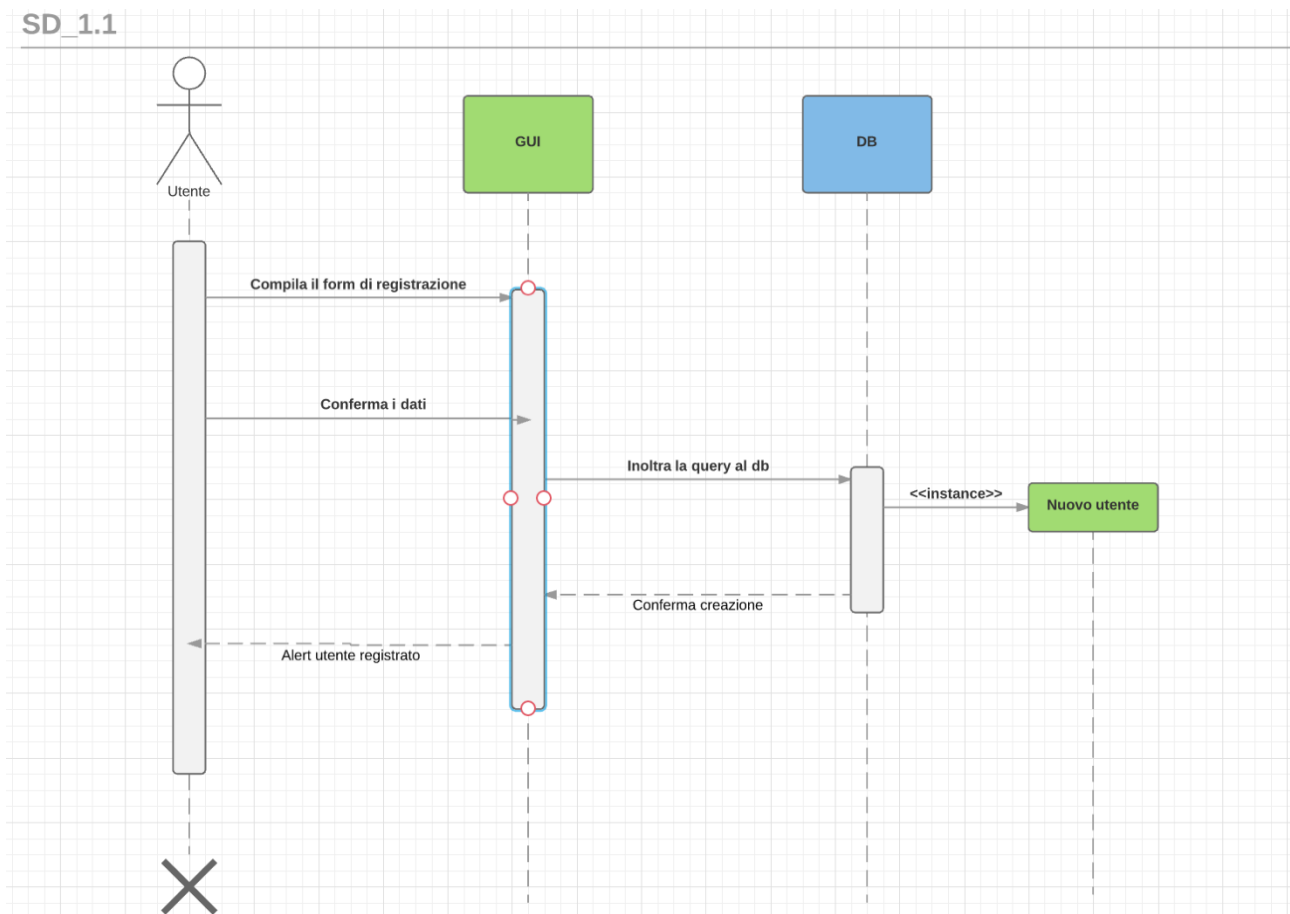 SD_1.1
GUI
DB
Utente
Compila il form di registrazione
Conferma i dati
Inoltra la query al db
<<instance>>
Nuovo utente
Conferma creazione
Alert utente registrato